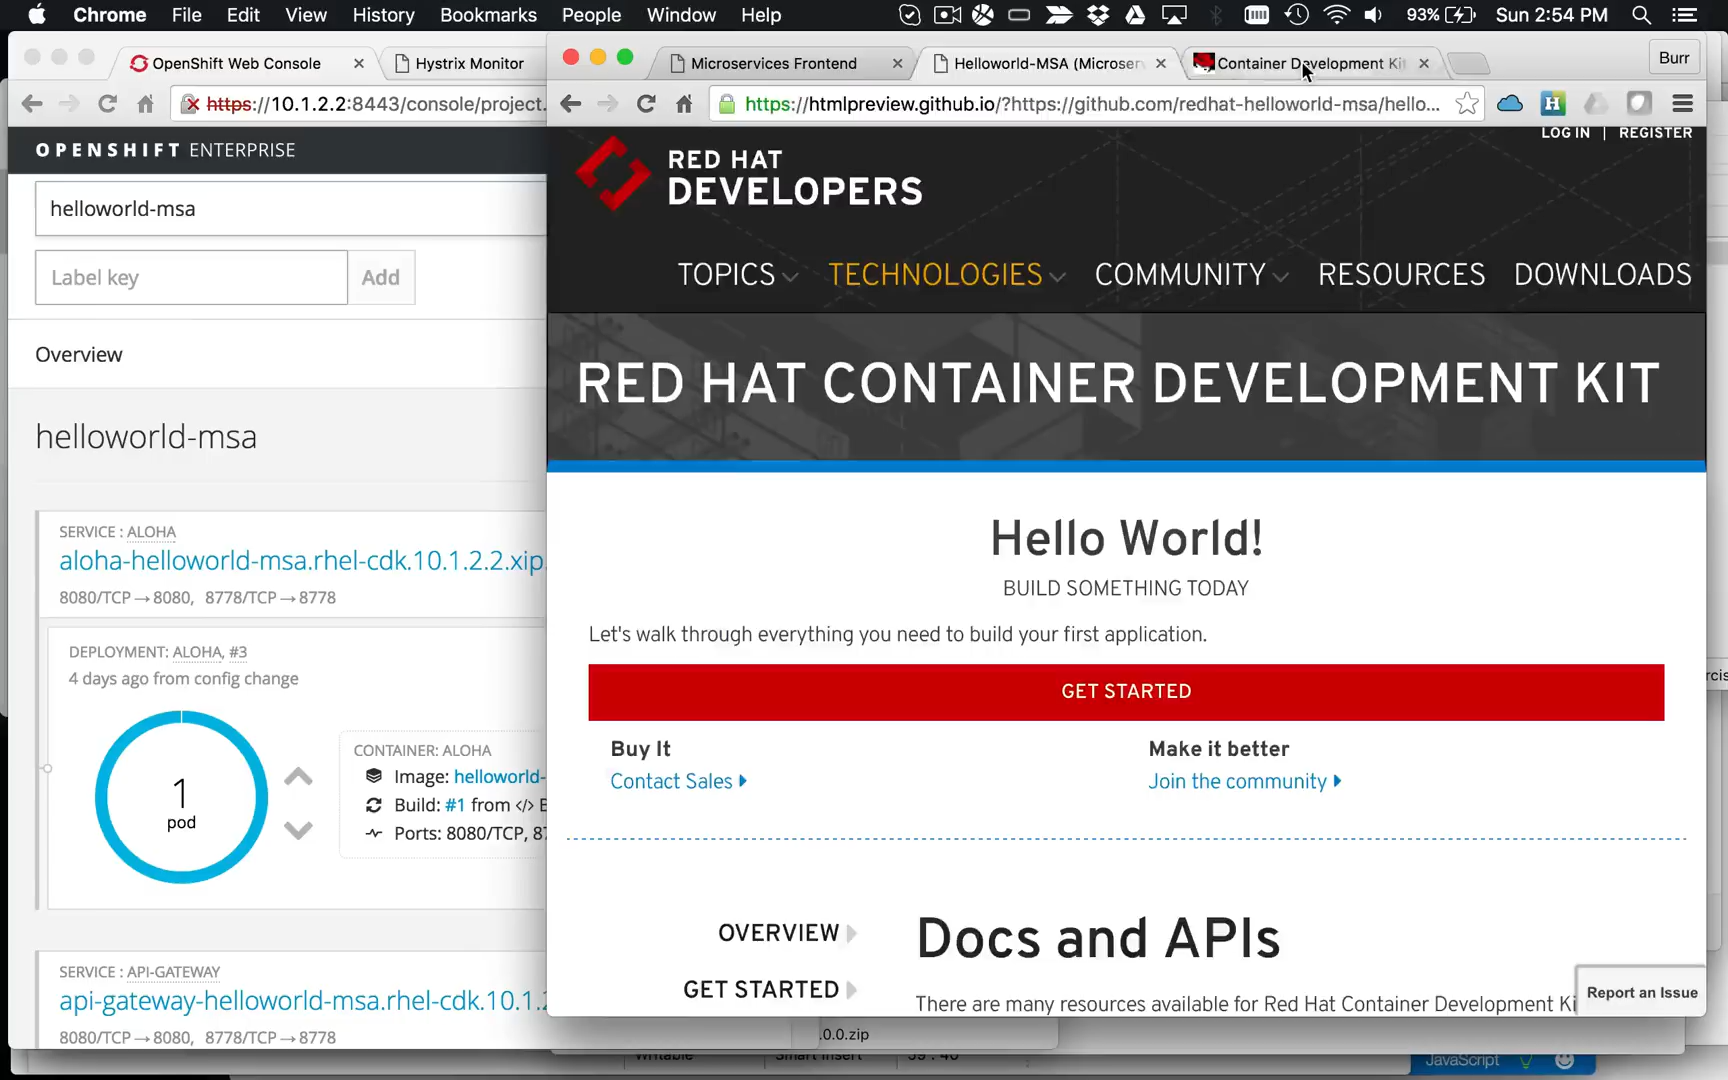 Chrome File Edit View History Bookmarks People Window Help
93% Sun 2:54 PM
OpenShift Web Console
Hystrix Monitor
https://10.1.2.2:8443/console/project.
OPENSHIFT ENTERPRISE
helloworld-msa
Label key
Add
Overview
helloworld-msa
SERVICE : ALOHA
aloha-helloworld-msa.rhel-cdk.10.1.2.2.xip.
8080/TCP → 8080, 8778/TCP → 8778
DEPLOYMENT: ALOHA, #3
4 days ago from config change
1
pod
CONTAINER: ALOHA
Image: helloworld-
Build: #1 from </> B
Ports: 8080/TCP, 87
SERVICE : API-GATEWAY
api-gateway-helloworld-msa.rhel-cdk.10.1.2
8080/TCP → 8080, 8778/TCP → 8778
Microservices Frontend
Helloworld-MSA (Microser
Container Development Ki
Burr
https://htmlpreview.github.io/?https://github.com/redhat-helloworld-msa/hello...
LOG IN | REGISTER
RED HAT
DEVELOPERS
TOPICS TECHNOLOGIES COMMUNITY RESOURCES DOWNLOADS
RED HAT CONTAINER DEVELOPMENT KIT
Hello World!
BUILD SOMETHING TODAY
Let's walk through everything you need to build your first application.
GET STARTED
Buy It
Contact Sales
Make it better
Join the community
OVERVIEW
GET STARTED
Docs and APIs
There are many resources available for Red Hat Container Development Ki
Report an Issue
.0.0.zip
Writable
Smart Insert
39 : 40
JavaScript